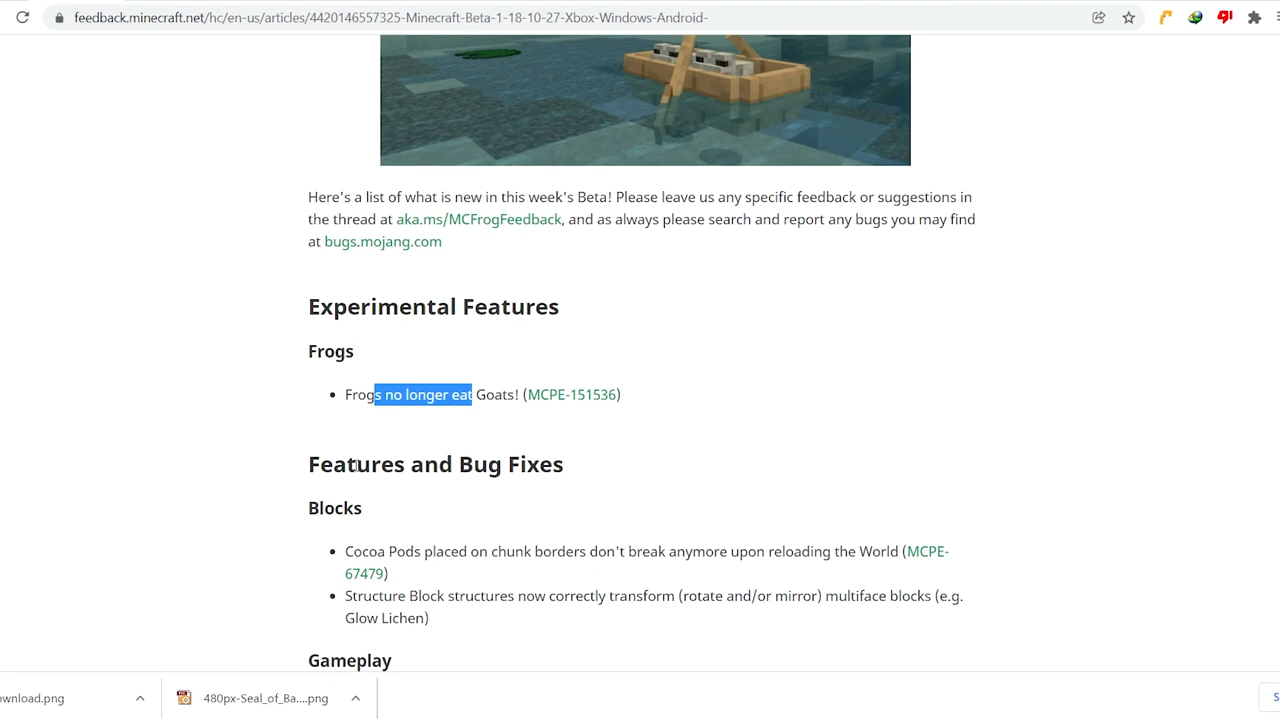 feedback.minecraft.net/hc/en-us/articles/4420146557325-Minecraft-Beta-1-18-10-27-Xbox-Windows-Android-
Here's a list of what is new in this week's Beta! Please leave us any specific feedback or suggestions in
the thread at aka.ms/MCFrogFeedback, and as always please search and report any bugs you may find
at bugs.mojang.com
Experimental Features
Frogs
• Frogs no longer eat Goats! (MCPE-151536)
Features and Bug Fixes
Blocks
• Cocoa Pods placed on chunk borders don't break anymore upon reloading the World (MCPE-
67479)
• Structure Block structures now correctly transform (rotate and/or mirror) multiface blocks (e.g.
Glow Lichen)
Gameplay
ownload.png
480px-Seal_of_Ba....png
S